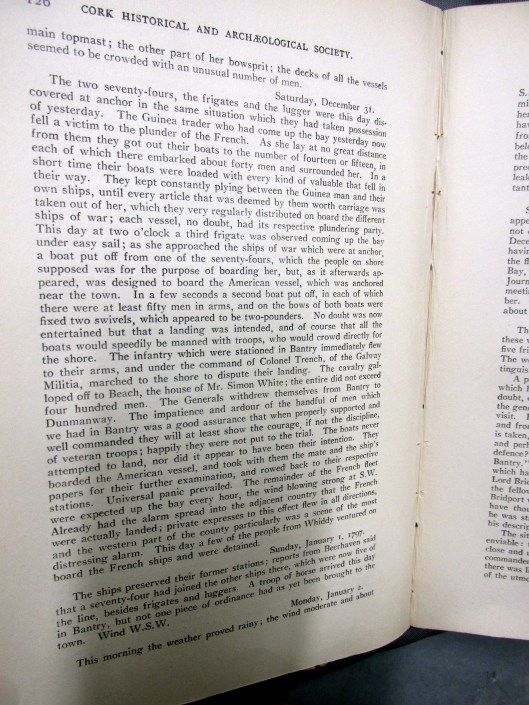 126
CORK HISTORICAL AND ARCHÆOLOGICAL SOCIETY.
main topmast; the other part of her bowsprit; the decks of all the vessels
seemed to be crowded with an unusual number of men.
Saturday, December 31.
The two seventy-fours, the frigates and the lugger were this day dis-
covered at anchor in the same situation which they had taken possession
of yesterday. The Guinea trader who had come up the bay yesterday now
fell a victim to the plunder of the French. As she lay at no great distance
from them they got out their boats to the number of fourteen or fifteen, in
each of which there embarked about forty men and surrounded her. In a
short time their boats were loaded with every kind of valuable that fell in
their way. They kept constantly plying between the Guinea man and their
own ships, until every article that was deemed by them worth carriage was
taken out of her, which they very regularly distributed on board the different
ships of war; each vessel, no doubt, had its respective plundering party.
This day at two o'clock a third frigate was observed coming up the bay
under easy sail; as she approached the ships of war which were at anchor,
a boat put off from one of the seventy-fours, which the people on shore
supposed was for the purpose of boarding her, but, as it afterwards ap-
peared, was designed to board the American vessel, which was anchored
near the town. In a few seconds a second boat put off, in each of which
there were at least fifty men in arms, and on the bows of both boats were
fixed two swivels, which appeared to be two-pounders. No doubt was now
entertained but that a landing was intended, and of course that all the
boats would speedily be manned with troops, who would crowd directly for
the shore. The infantry which were stationed in Bantry immediately flew
to their arms, and under the command of Colonel Trench, of the Galway
Militia, marched to the shore to dispute their landing. The cavalry gal-
loped off to Beach, the house of Mr. Simon White; the entire did not exceed
four hundred men. The Generals withdrew themselves from Bantry to
Dunmanway. The impatience and ardour of the handful of men which
we had in Bantry was a good assurance that when properly supported and
well commanded they will at least show the courage, if not the discipline,
of veteran troops; happily they were not put to the trial. The boats never
attempted to land, nor did it appear to have been their intention. They
boarded the American vessel, and took with them the mate and the ship's
papers for their further examination, and rowed back to their respective
stations. Universal panic prevailed. The remainder of the French fleet
were expected up the bay every hour, the wind blowing strong at S.W.
Already had the alarm spread into the adjacent country that the French
were actually landed; private expresses to this effect flew in all directions,
and the western part of the county particularly was a scene of the most
distressing alarm. This day a few of the people from Whiddy ventured on
board the French ships and were detained.
Sunday, January 1, 1797.
The ships preserved their former stations; reports from Beerhaven said
that a seventy-four had joined the other ships there, which were now five of
the line, besides frigates and luggers. A troop of horse arrived this day
in Bantry, but not one piece of ordinance had as yet been brought to the
town. Wind W.S.W.
Monday, January 2.
This morning the weather proved rainy; the wind moderate and about